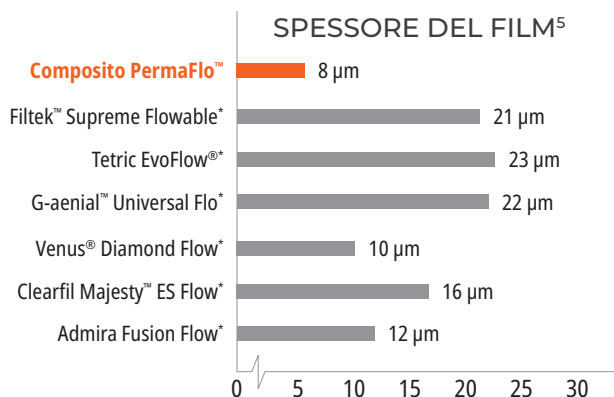 SPESSORE DEL FILM⁵
Composito PermaFlo™ 8 µm
Filtek™ Supreme Flowable* 21 µm
Tetric EvoFlow®* 23 µm
G-aenial™ Universal Flo* 22 µm
Venus® Diamond Flow* 10 µm
Clearfil Majesty™ ES Flow* 16 µm
Admira Fusion Flow* 12 µm
0 5 10 15 20 25 30